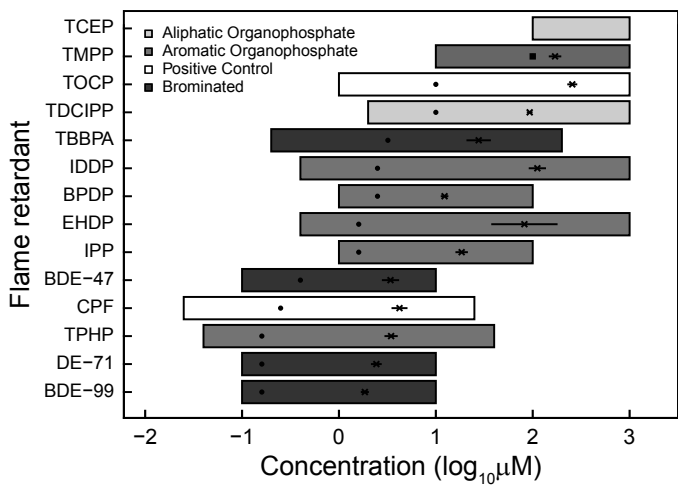 Flame retardant
TCEP
TMPP
TOCP
TDCIPP
TBBPA
IDDP
BPDP
EHDP
IPP
BDE−47
CPF
TPHP
DE−71
BDE−99
Aliphatic Organophosphate
Aromatic Organophosphate
Positive Control
Brominated
−2 −1 0 1 2 3
Concentration (log₁₀μM)